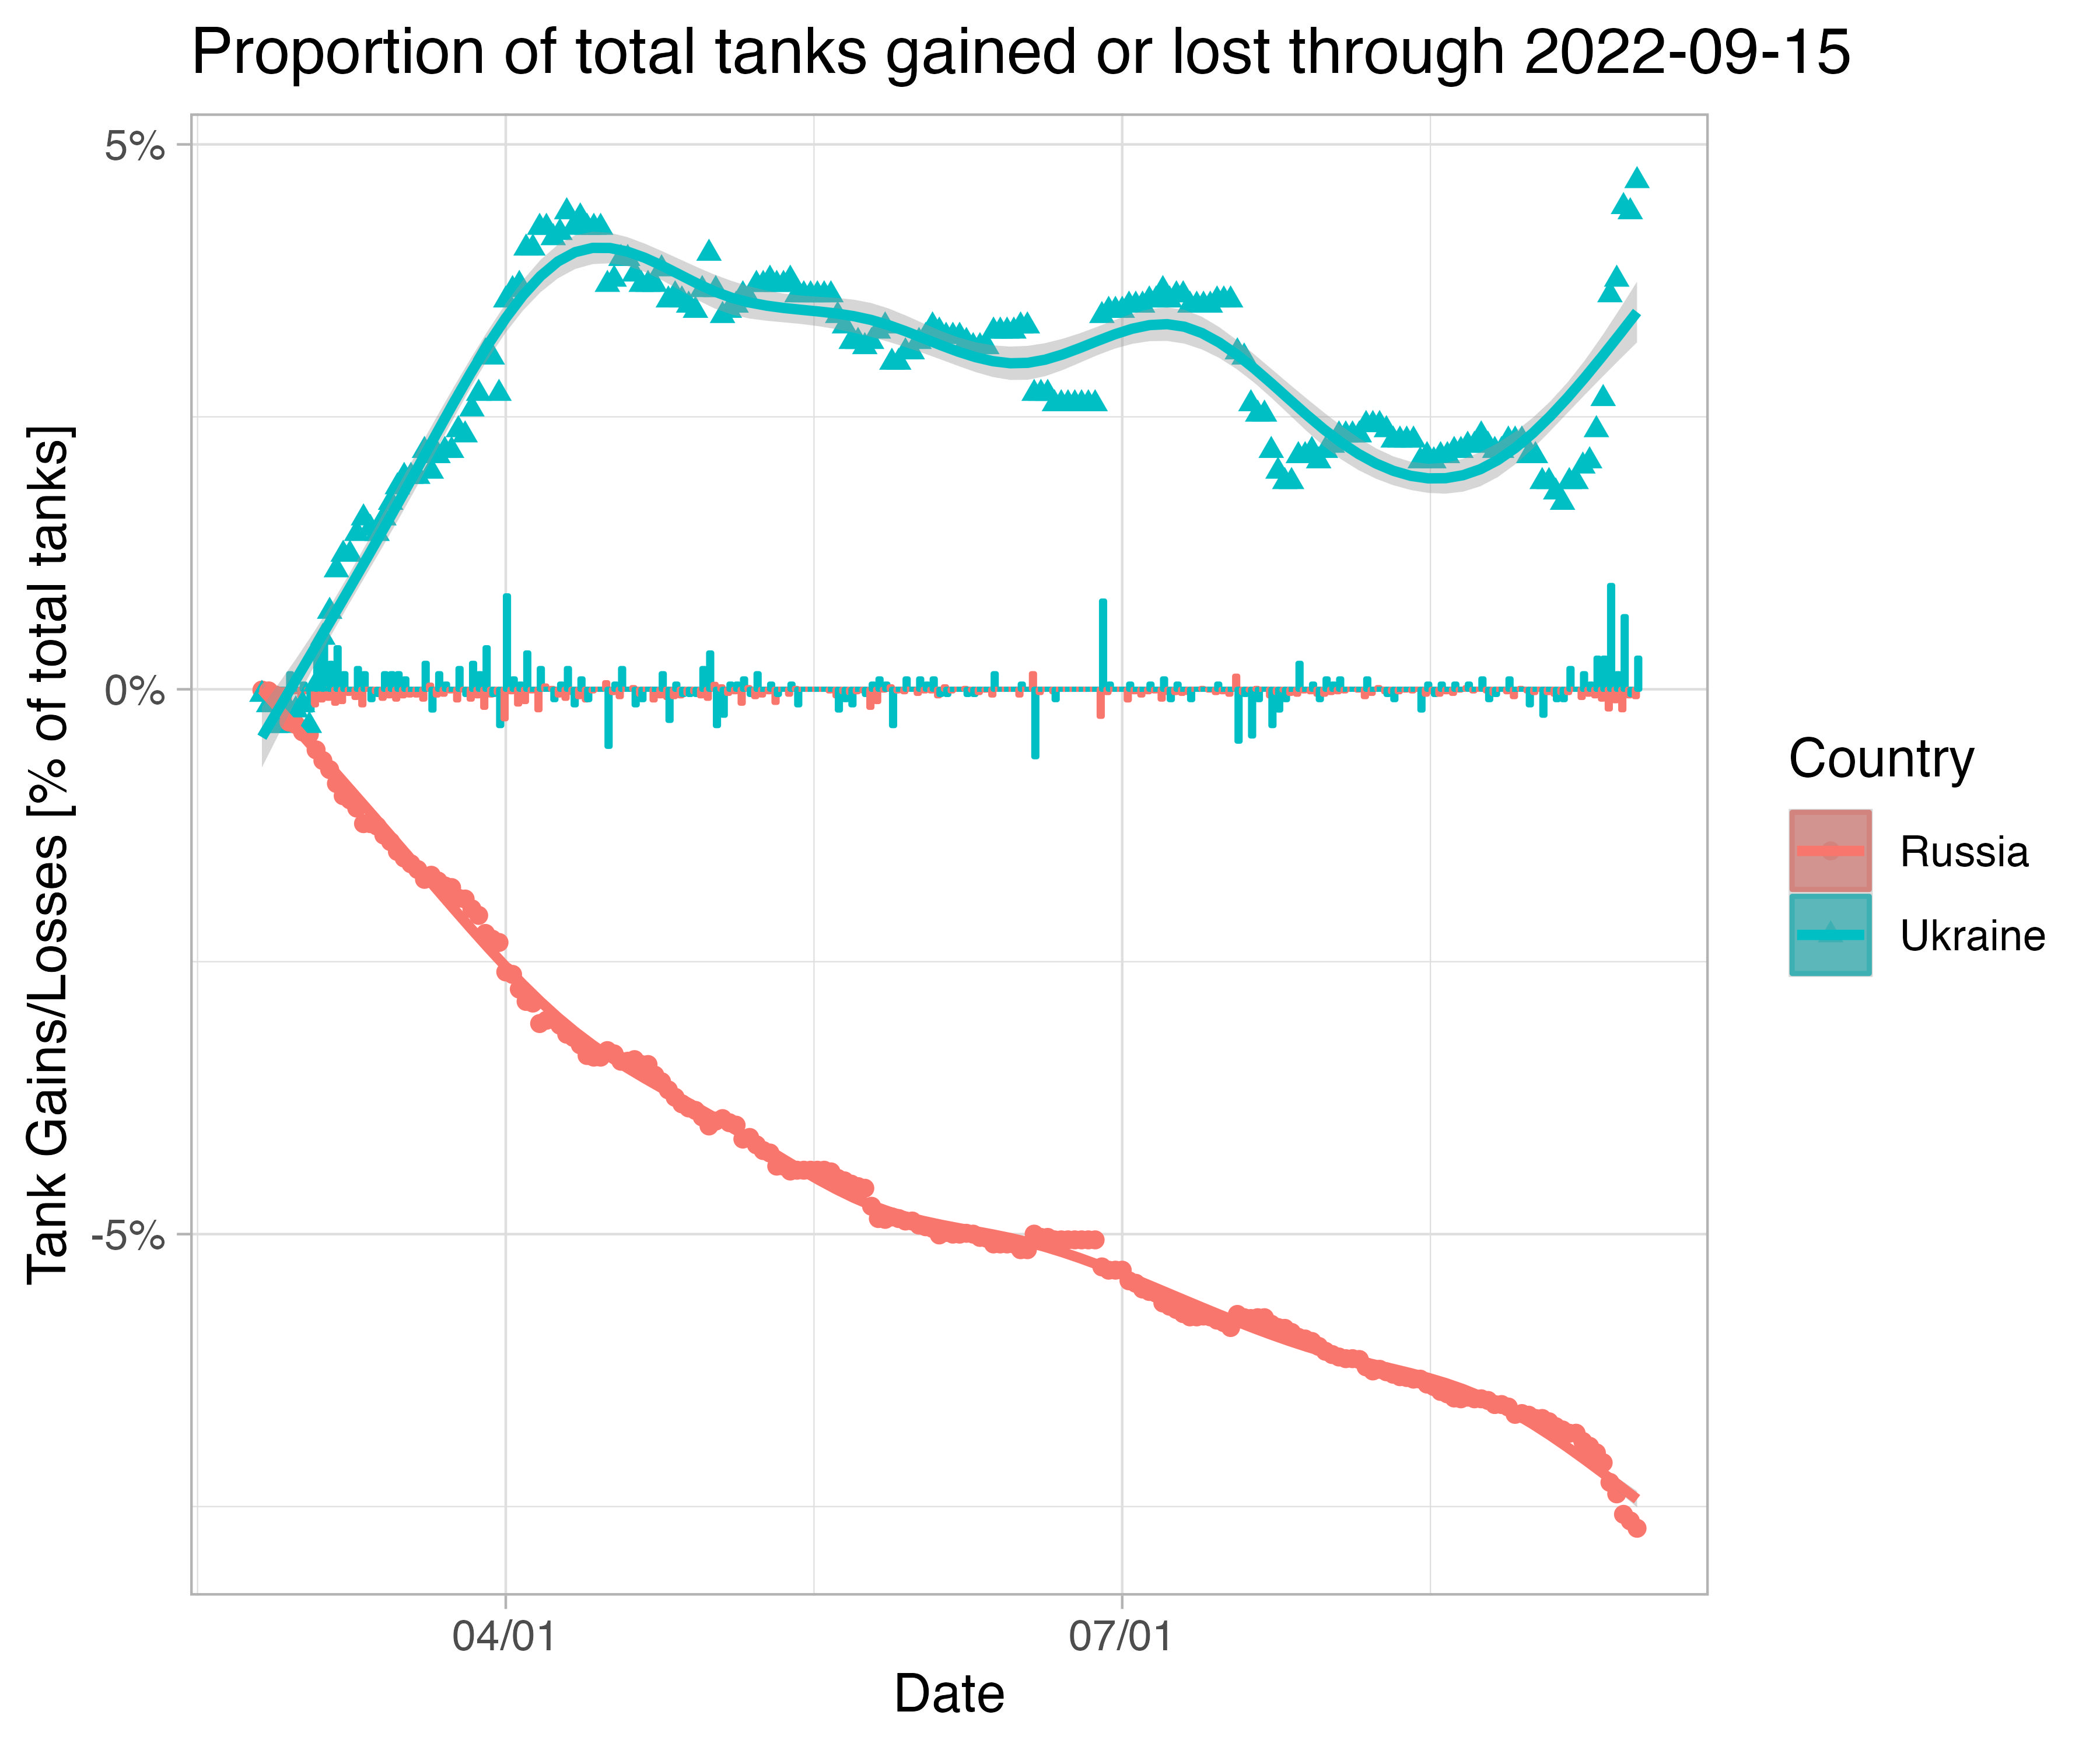 Proportion of total tanks gained or lost through 2022-09-15
Tank Gains/Losses [% of total tanks]
5%
0%
-5%
04/01
07/01
Date
Country
Russia
Ukraine